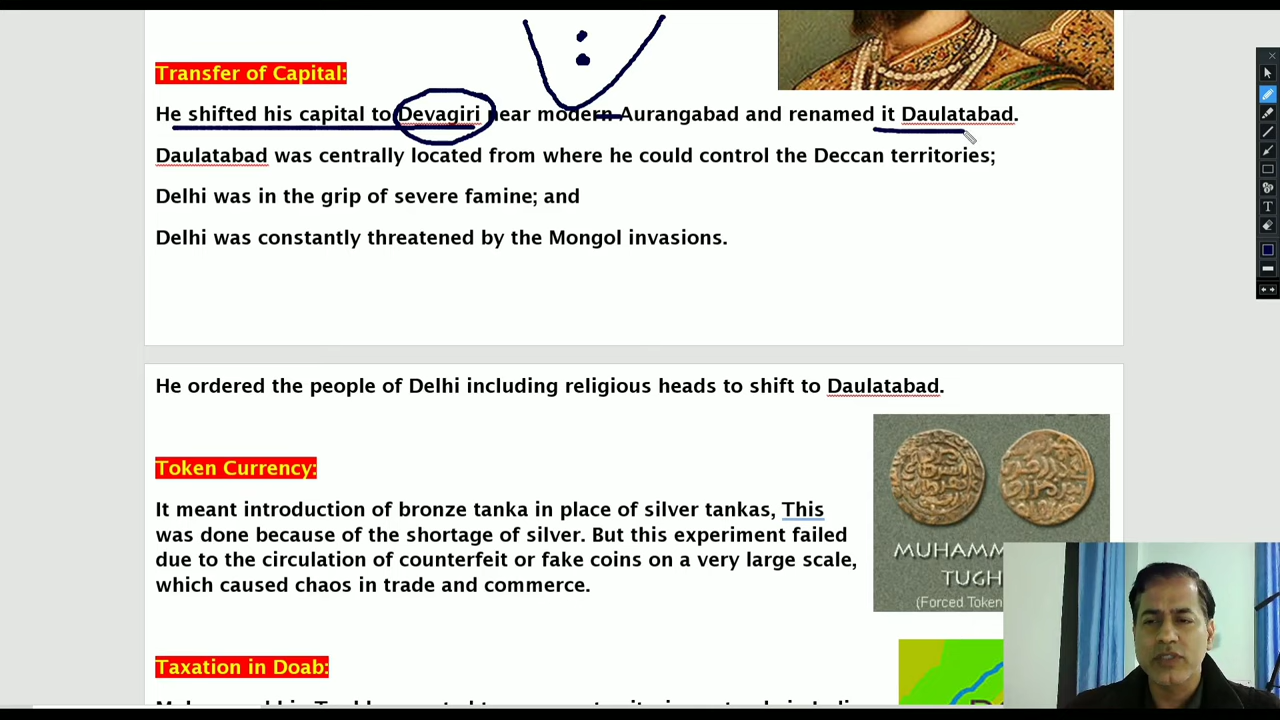 Transfer of Capital:
He shifted his capital to Devagiri near modern Aurangabad and renamed it Daulatabad.
Daulatabad was centrally located from where he could control the Deccan territories;
Delhi was in the grip of severe famine; and
Delhi was constantly threatened by the Mongol invasions.
He ordered the people of Delhi including religious heads to shift to Daulatabad.
Token Currency:
It meant introduction of bronze tanka in place of silver tankas, This
was done because of the shortage of silver. But this experiment failed
due to the circulation of counterfeit or fake coins on a very large scale,
which caused chaos in trade and commerce.
MUHAMM
TUGH
(Forced Token
Taxation in Doab: